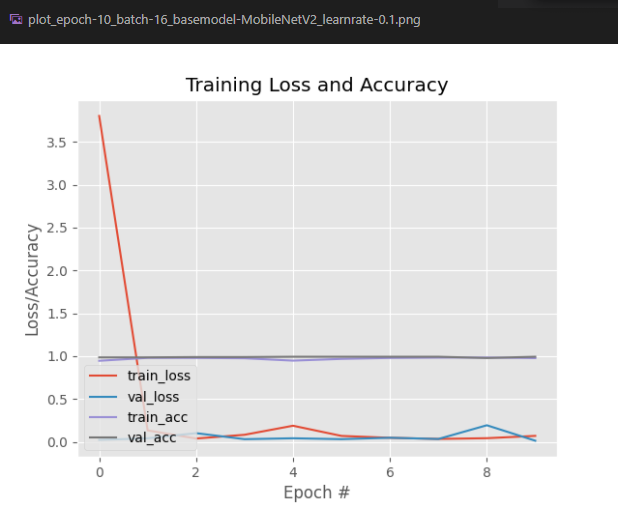 plot_epoch-10_batch-16_basemodel-MobileNetV2_learnrate-0.1.png
Training Loss and Accuracy
3.5
3.0
2.5
2.0
1.5
1.0
0.5
0.0
Loss/Accuracy
train_loss
val_loss
train_acc
val_acc
0 2 4 6 8
Epoch #